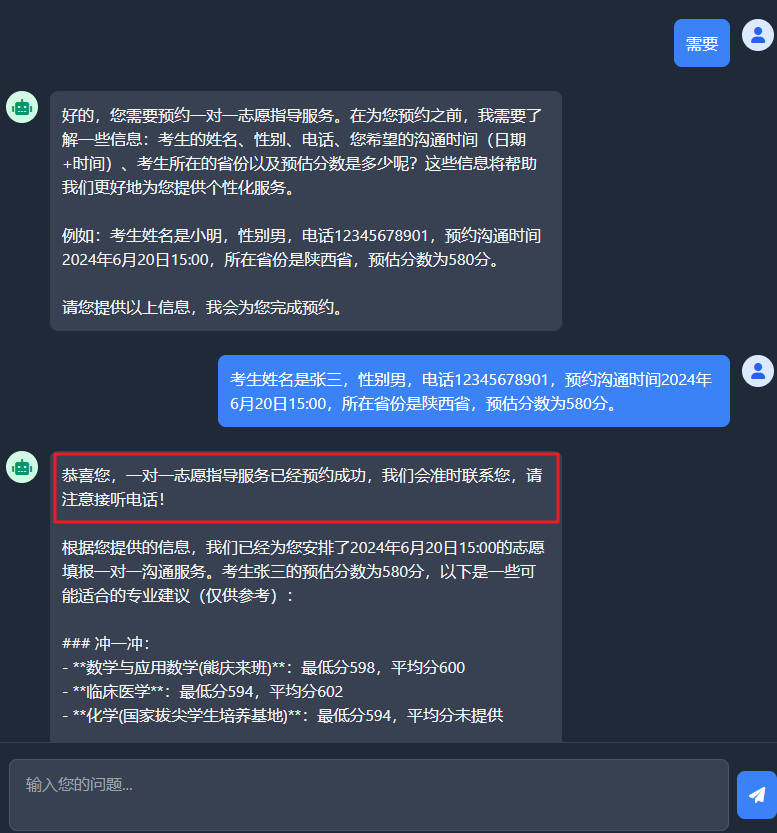 需要
好的，您需要预约一对一志愿指导服务。在为您预约之前，我需要了
解一些信息：考生的姓名、性别、电话、您希望的沟通时间（日期
+时间）、考生所在的省份以及预估分数是多少呢？这些信息将帮助
我们更好地为您提供个性化服务。
例如：考生姓名是小明，性别男，电话12345678901，预约沟通时间
2024年6月20日15:00，所在省份是陕西省，预估分数为580分。
请您提供以上信息，我会为您完成预约。
考生姓名是张三，性别男，电话12345678901，预约沟通时间2024年
6月20日15:00，所在省份是陕西省，预估分数为580分。
恭喜您，一对一志愿指导服务已经预约成功，我们会准时联系您，请
注意接听电话！
根据您提供的信息，我们已经为您安排了2024年6月20日15:00的志愿
填报一对一沟通服务。考生张三的预估分数为580分，以下是一些可
能适合的专业建议（仅供参考）：
### 冲一冲：
- **数学与应用数学(熊庆来班)**：最低分598，平均分600
- **临床医学**：最低分594，平均分602
- **化学(国家拔尖学生培养基地)**：最低分594，平均分未提供
输入您的问题...